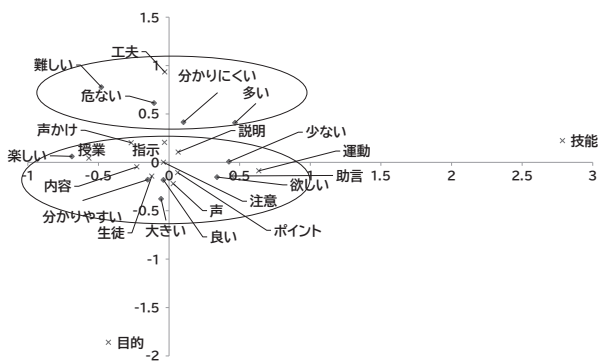 1.5
工夫
1
難しい
分かりにくい
危ない
多い
0.5
声かけ
説明
少ない
技能
授業
指示
楽しい
運動
0
-1
-0.5
0
0.5
1
1.5
2
2.5
3
助言
内容
欲しい
注意
分かりやすい
-0.5
声
生徒
大きい
良い
ポイント
-1
-1.5
目的
-2